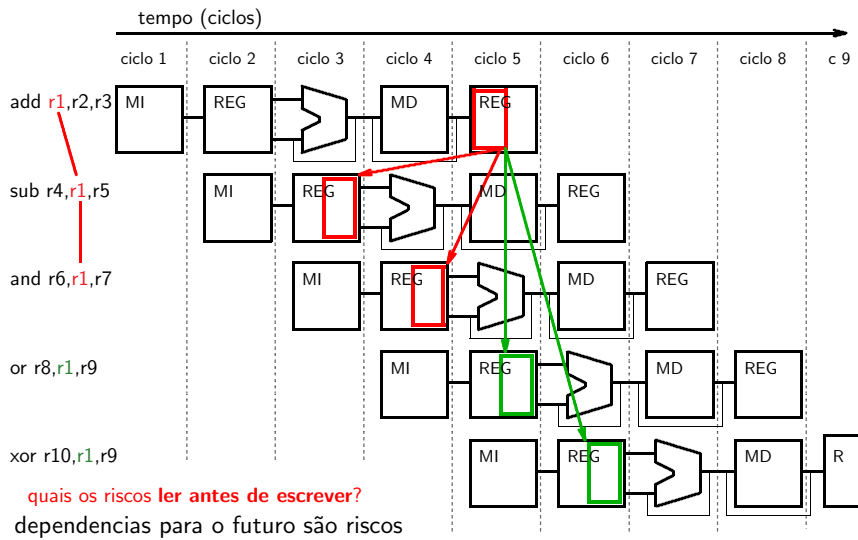 tempo (ciclos)
ciclo 1 ciclo 2 ciclo 3 ciclo 4 ciclo 5 ciclo 6 ciclo 7 ciclo 8 c 9
add r1,r2,r3 MI REG MD REG
sub r4,r1,r5 MI REG MD REG
and r6,r1,r7 MI REG MD REG
or r8,r1,r9 MI REG MD REG
xor r10,r1,r9 MI REG MD R
quais os riscos ler antes de escrever?
dependencias para o futuro são riscos